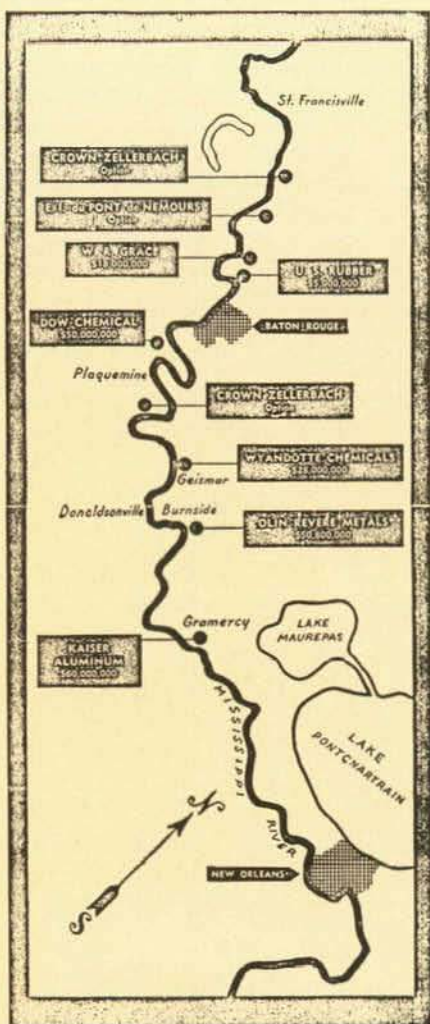 St. Francisville
CROWN ZELLERBACH
Option
E.I. du PONT de NEMOURS
Option
W. R. GRACE
$18,000,000
U. S. RUBBER
$5,000,000
DOW CHEMICAL
$50,000,000
BATON ROUGE
Plaquemine
CROWN ZELLERBACH
Option
WYANDOTTE CHEMICALS
$25,000,000
Geismar
Donaldsonville
Burnside
OLIN REVERE METALS
Gramercy
LAKE
MAUREPAS
KAISER
ALUMINUM
$60,000,000
MISSISSIPPI
RIVER
LAKE
PONTCHARTRAIN
N
S
NEW ORLEANS